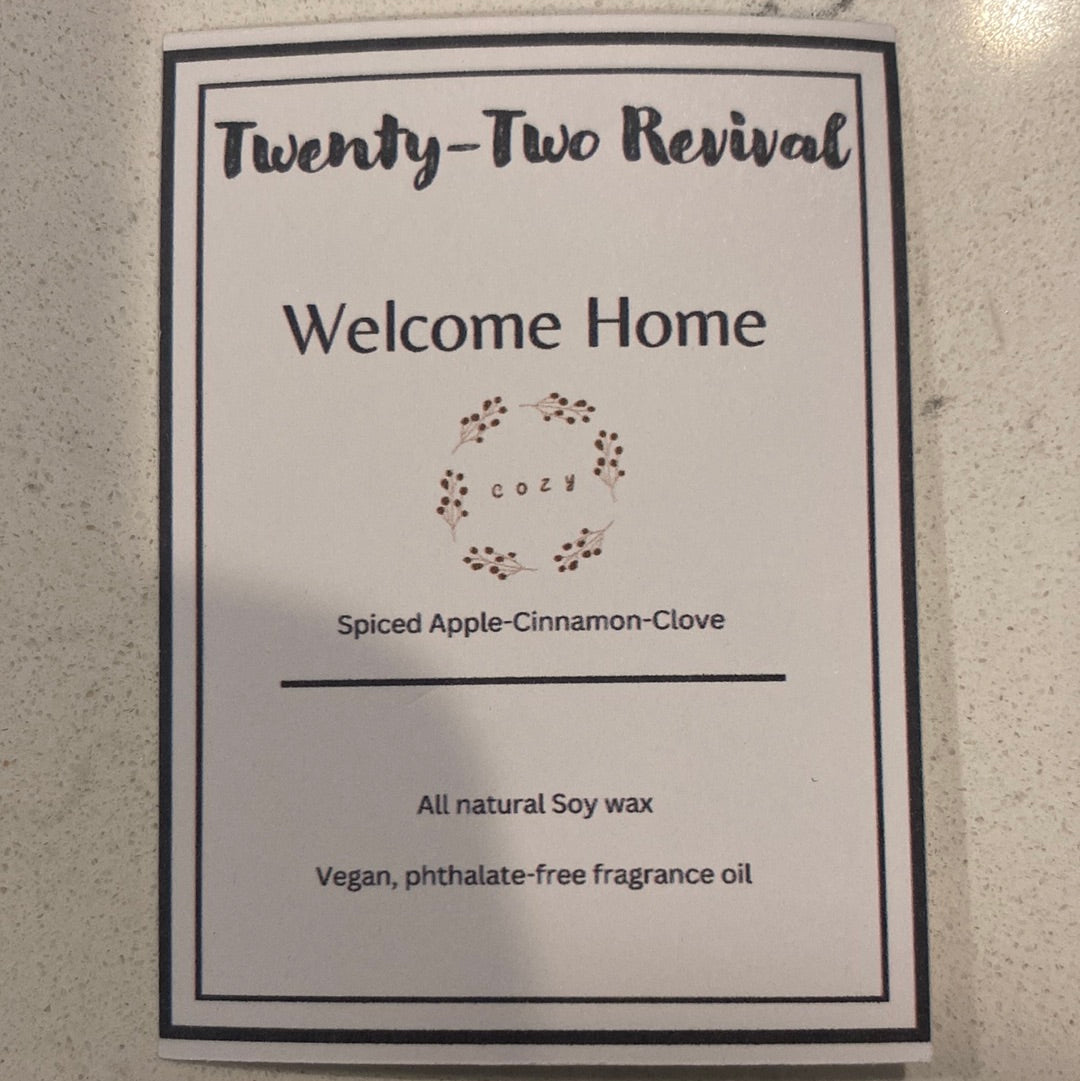 Twenty-Two Revival
Welcome Home
cozy
Spiced Apple-Cinnamon-Clove
All natural Soy wax
Vegan, phthalate-free fragrance oil